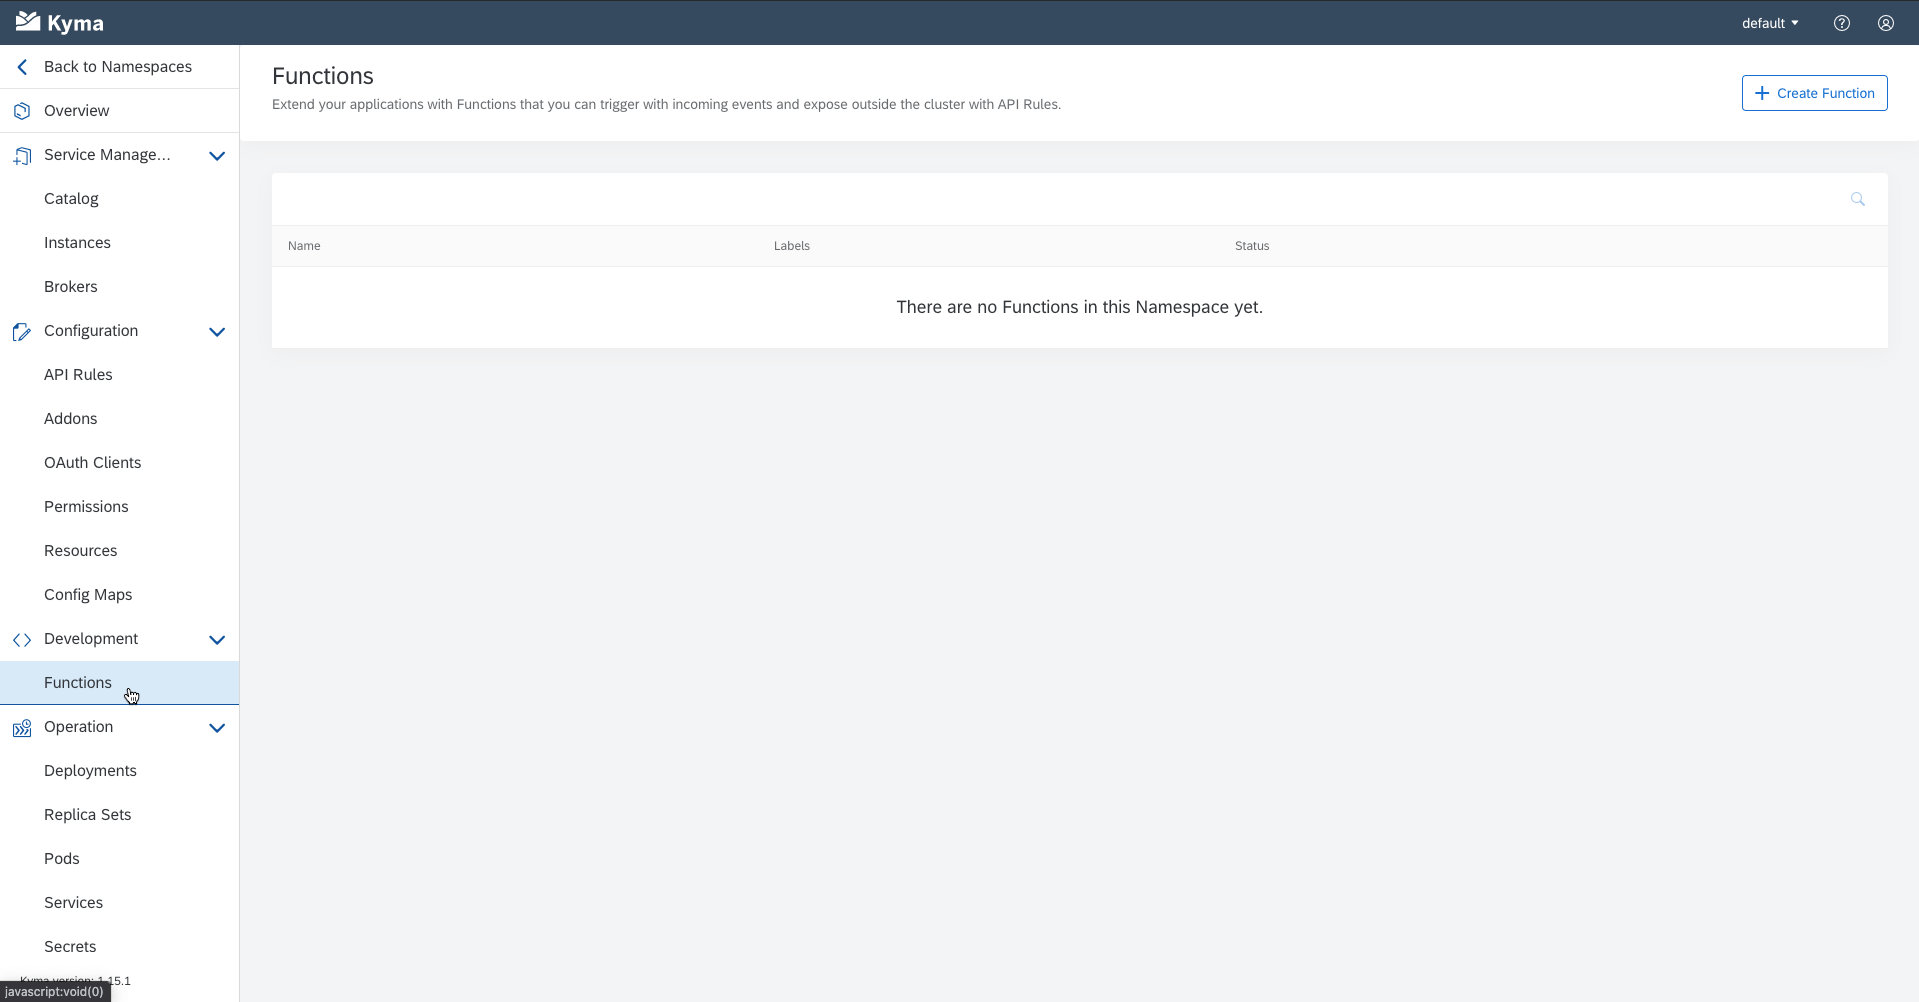 Kyma
default
Back to Namespaces
Overview
Service Manage...
Catalog
Instances
Brokers
Configuration
API Rules
Addons
OAuth Clients
Permissions
Resources
Config Maps
Development
Functions
Operation
Deployments
Replica Sets
Pods
Services
Secrets
Kyma version: 1.15.1
javascript:void(0)
Functions
Extend your applications with Functions that you can trigger with incoming events and expose outside the cluster with API Rules.
Create Function
Name Labels Status
There are no Functions in this Namespace yet.